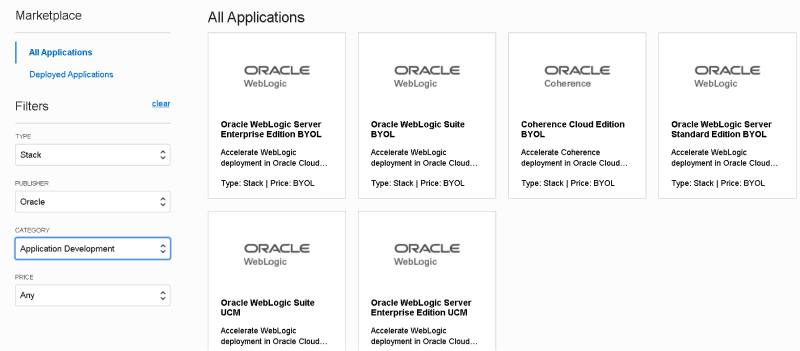 Marketplace
All Applications
Deployed Applications
Filters
clear
TYPE
Stack
PUBLISHER
Oracle
CATEGORY
Application Development
PRICE
Any
All Applications
ORACLE
WebLogic
Oracle WebLogic Server
Enterprise Edition BYOL
Accelerate WebLogic
deployment in Oracle Cloud…
Type: Stack | Price: BYOL
ORACLE
WebLogic
Oracle WebLogic Suite
BYOL
Accelerate WebLogic
deployment in Oracle Cloud…
Type: Stack | Price: BYOL
ORACLE
Coherence
Coherence Cloud Edition
BYOL
Accelerate Coherence
deployment in Oracle Cloud…
Type: Stack | Price: BYOL
ORACLE
WebLogic
Oracle WebLogic Server
Standard Edition BYOL
Accelerate WebLogic
deployment in Oracle Cloud…
Type: Stack | Price: BYOL
ORACLE
WebLogic
Oracle WebLogic Suite
UCM
Accelerate WebLogic
deployment in Oracle Cloud…
ORACLE
WebLogic
Oracle WebLogic Server
Enterprise Edition UCM
Accelerate WebLogic
deployment in Oracle Cloud…